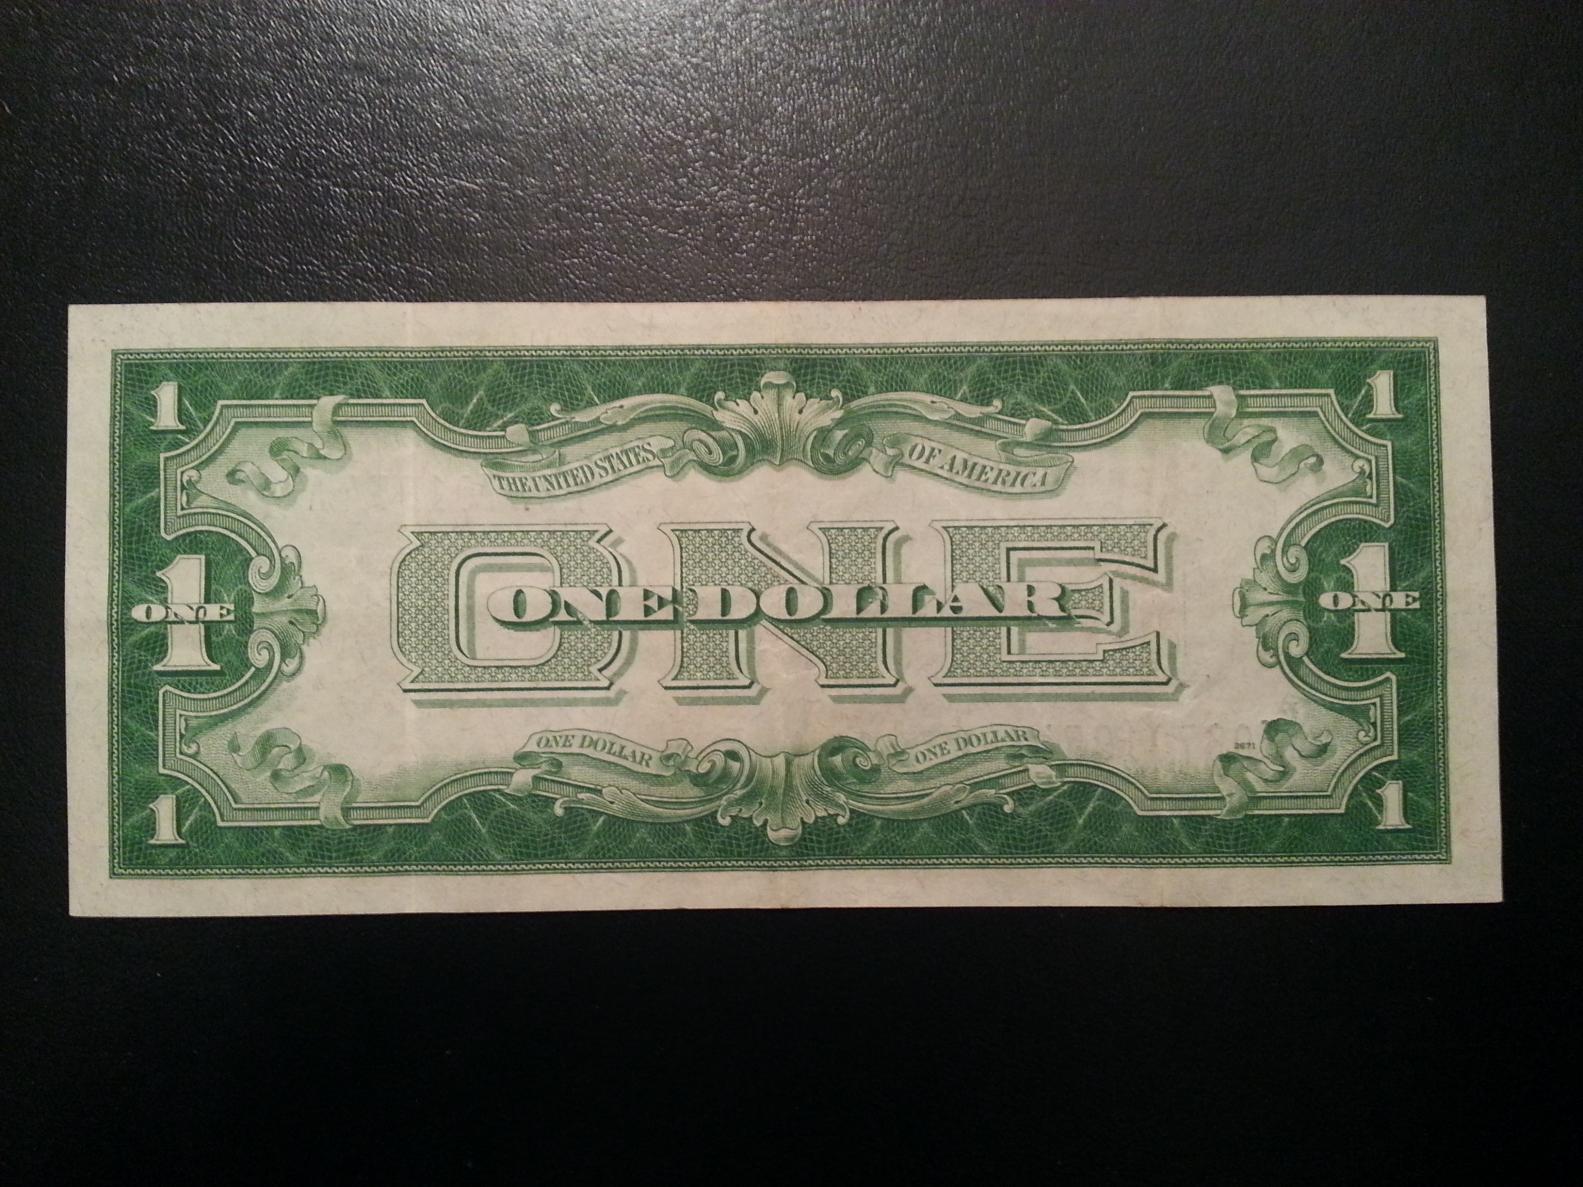 1 1
THE UNITED STATES OF AMERICA
ONE
ONE DOLLAR
1 ONE 1 ONE
ONE DOLLAR ONE DOLLAR
2671
1 1